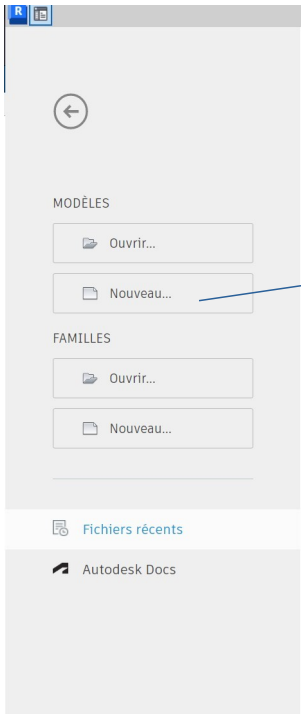 R
MODÈLES
Ouvrir...
Nouveau...
FAMILLES
Ouvrir...
Nouveau...
Fichiers récents
Autodesk Docs